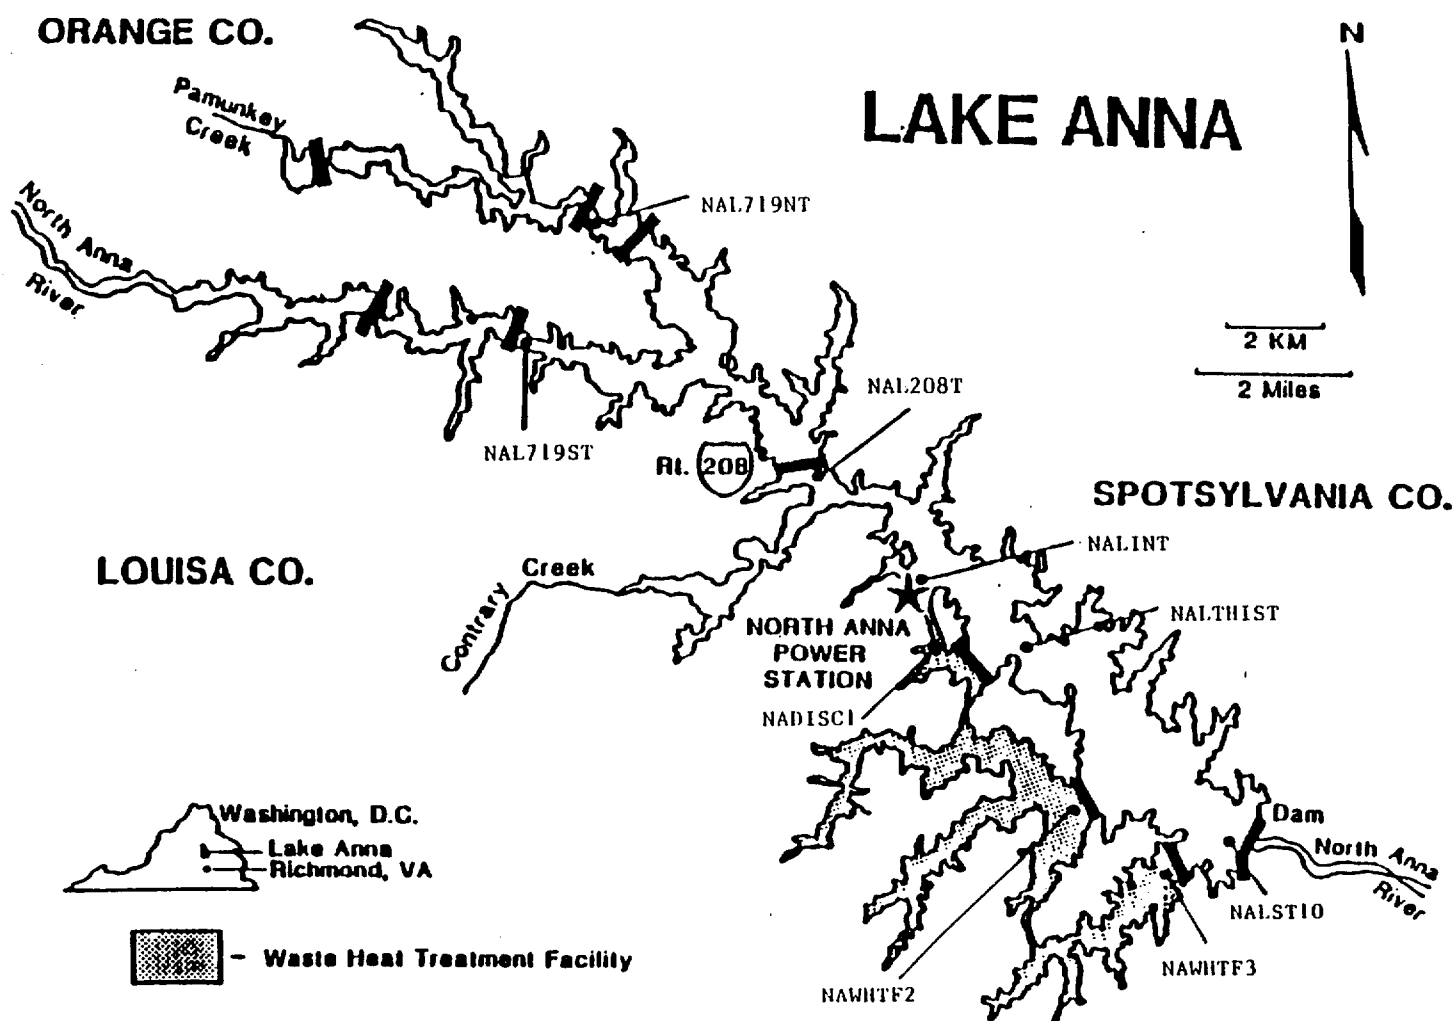 ORANGE CO.
N
LAKE ANNA
Pamunkey
Creek
NAL719NT
North Anna
River
2 KM
2 Miles
NAL208T
NAL719ST
Rt. 208
SPOTSYLVANIA CO.
NALINT
LOUISA CO.
Contrary Creek
NALTHIST
NORTH ANNA
POWER
STATION
NADISC1
Washington, D.C.
Lake Anna
Richmond, VA
Dam
North Anna
River
NALST10
- Waste Heat Treatment Facility
NAWHTF3
NAWHTF2